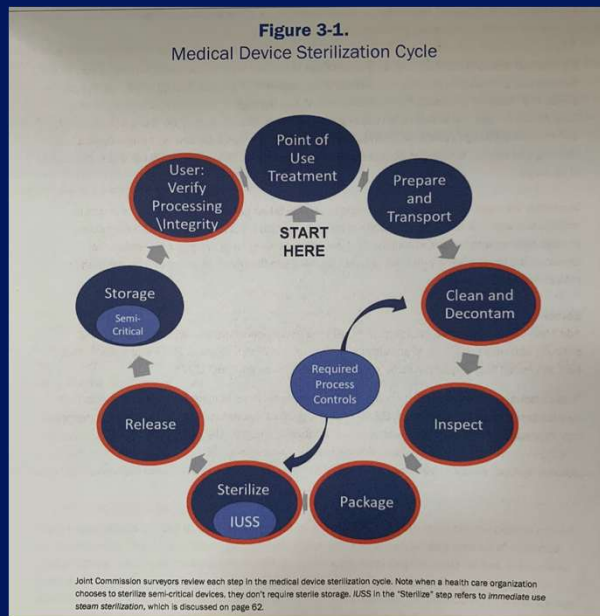 Figure 3-1.
Medical Device Sterilization Cycle
Point of
Use
Treatment
Prepare
and
Transport
START
HERE
User:
Verify
Processing
\Integrity
Storage
Semi-
Critical
Clean and
Decontam
Required
Process
Controls
Release
Inspect
Sterilize
IUSS
Package
Joint Commission surveyors review each step in the medical device sterilization cycle. Note when a health care organization
chooses to sterilize semi-critical devices, they don't require sterile storage. IUSS in the "Sterilize" step refers to immediate use
steam sterilization, which is discussed on page 62.